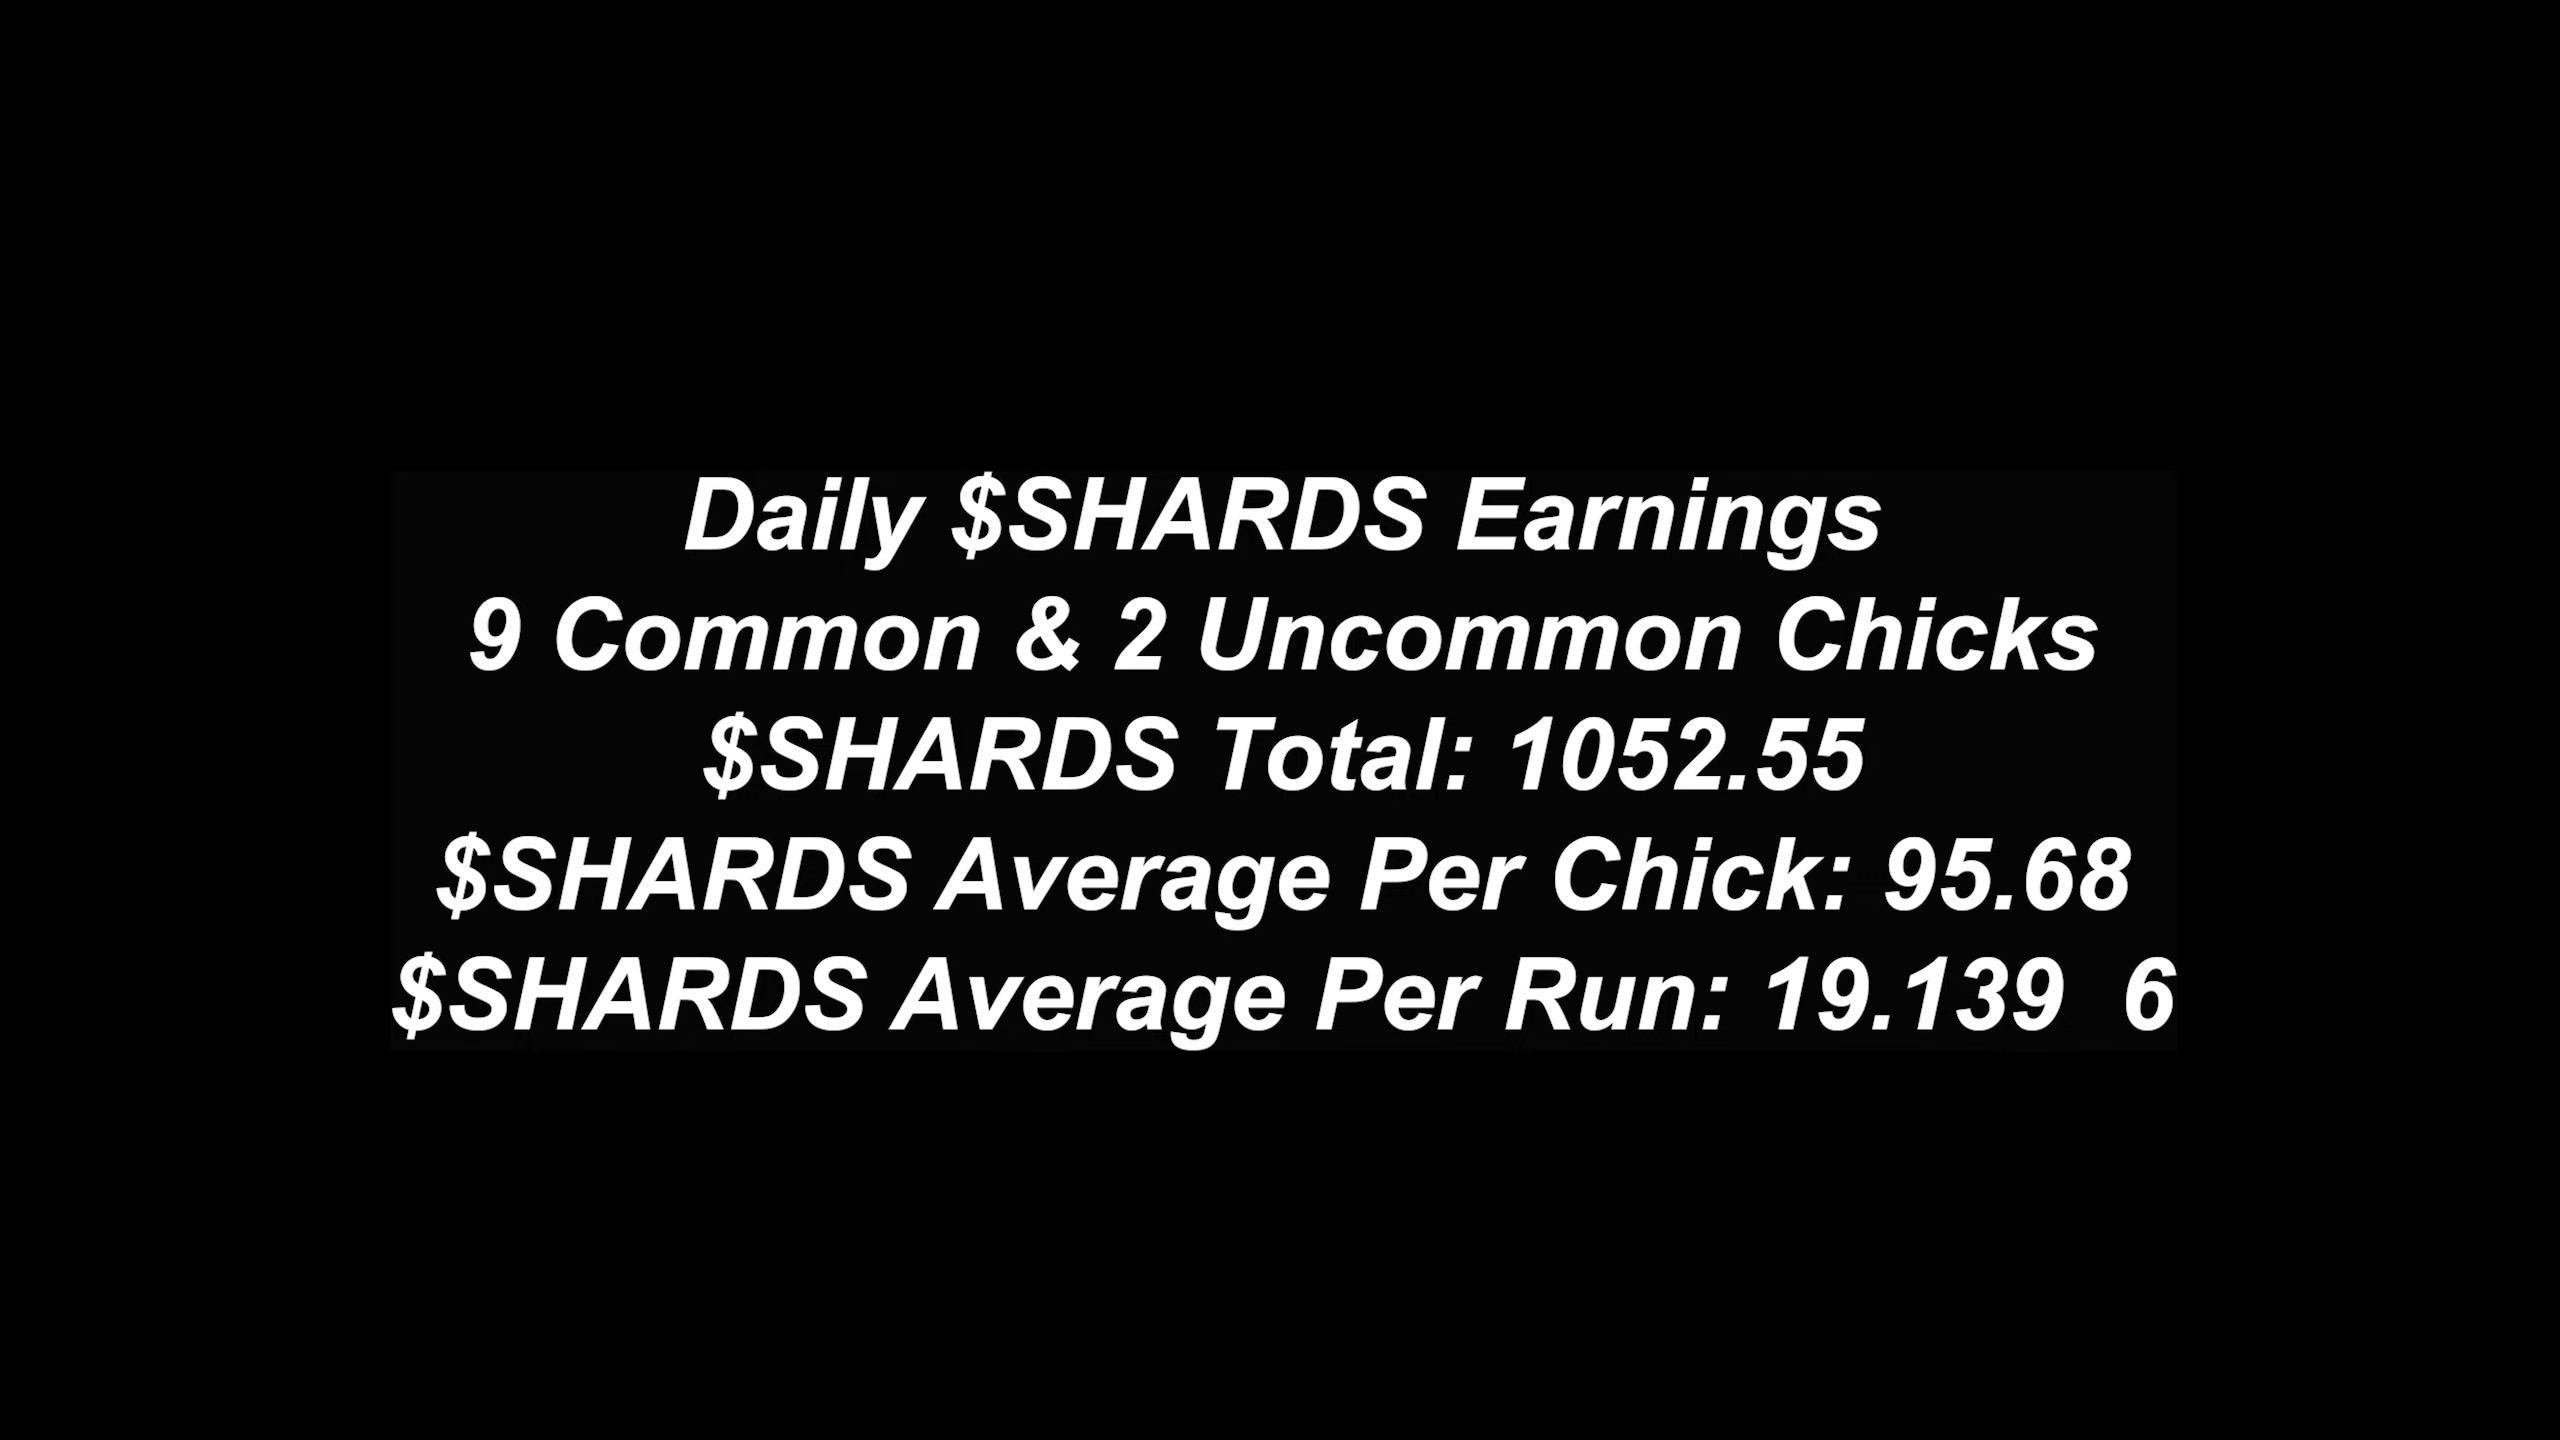 Daily $SHARDS Earnings
9 Common & 2 Uncommon Chicks
$SHARDS Total: 1052.55
$SHARDS Average Per Chick: 95.68
$SHARDS Average Per Run: 19.139  6